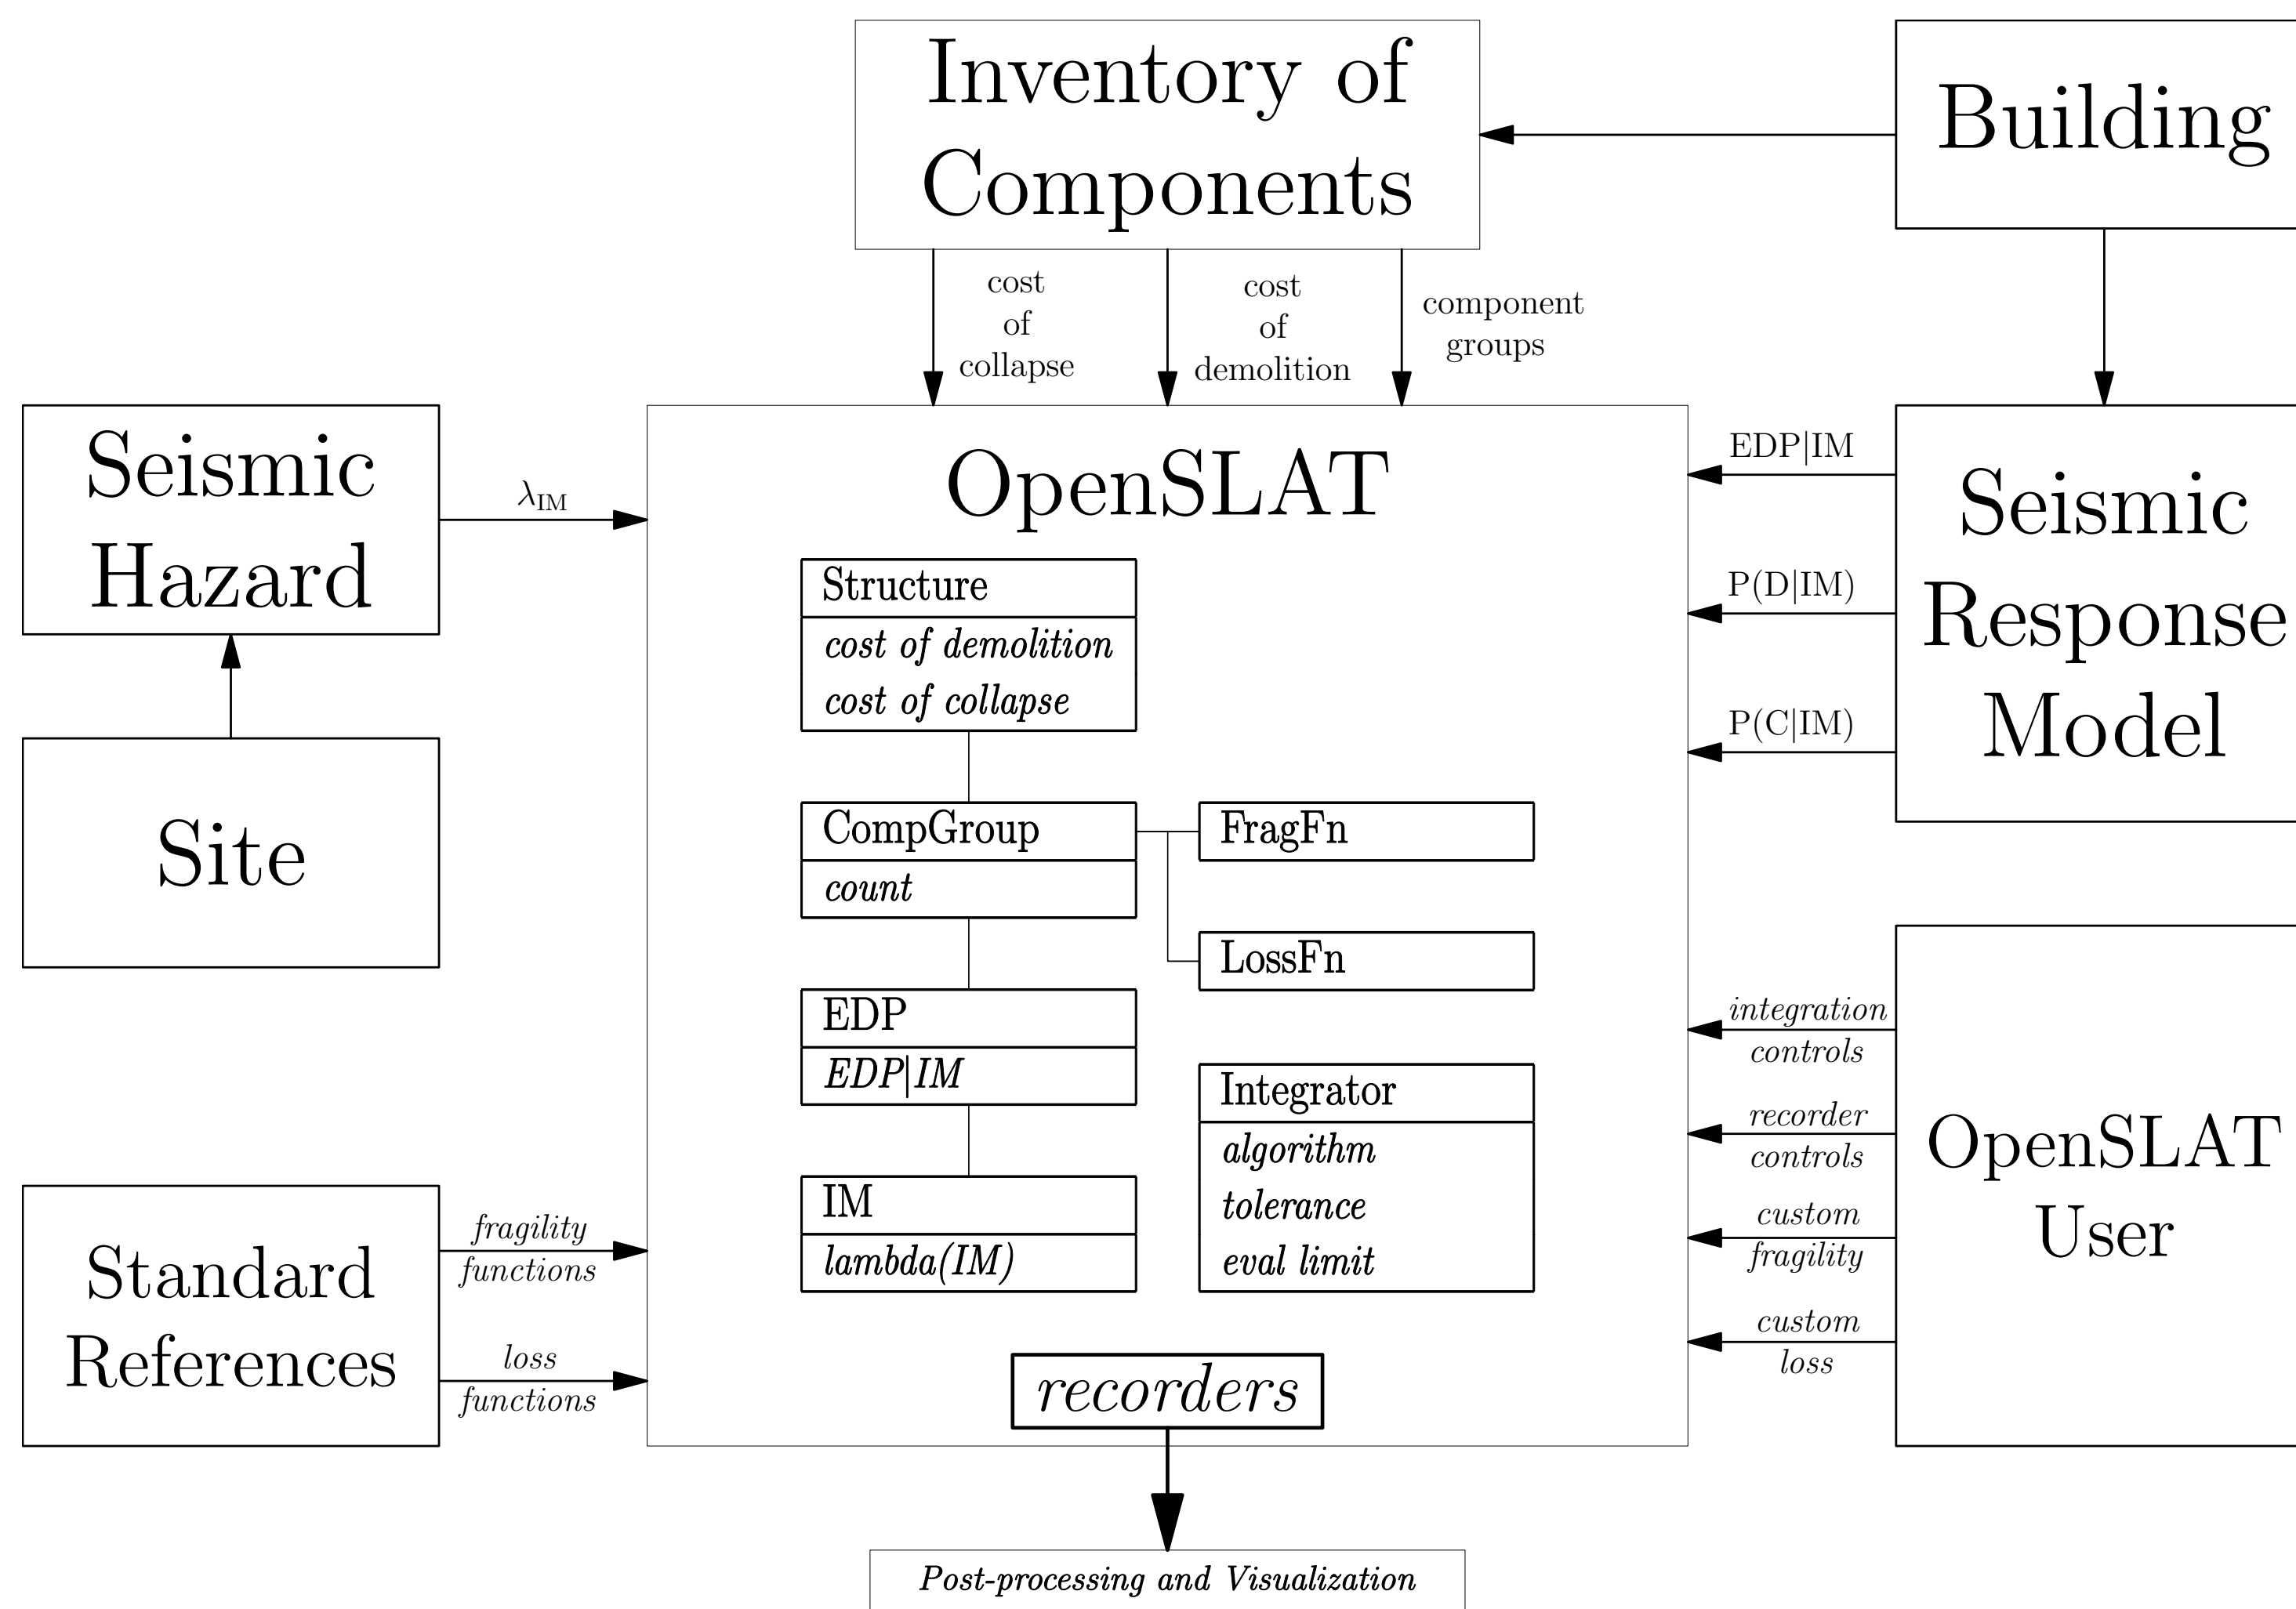 Inventory of
Components
Building
cost
of
collapse
cost
of
demolition
component
groups
Seismic
Hazard
λIM
Site
Standard
References
fragility
functions
loss
functions
OpenSLAT
Structure
cost of demolition
cost of collapse
CompGroup
count
FragFn
LossFn
EDP
EDP|IM
IM
lambda(IM)
Integrator
algorithm
tolerance
eval limit
recorders
EDP|IM
P(D|IM)
P(C|IM)
Seismic
Response
Model
integration
controls
recorder
controls
custom
fragility
custom
loss
OpenSLAT
User
Post-processing and Visualization